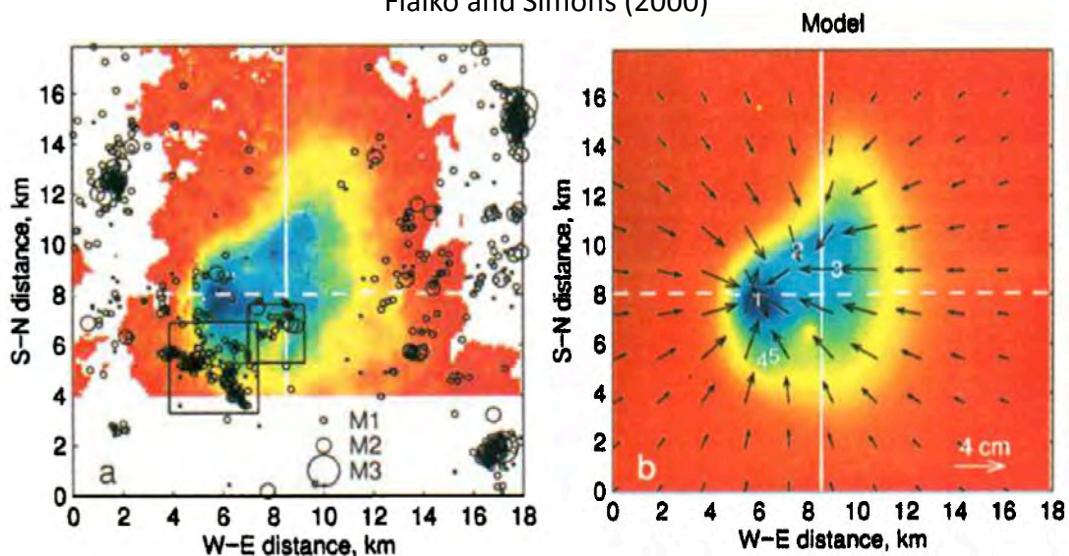 Fialko and Simons (2000)
Model
S-N distance, km
16
14
12
10
8
6
4
2
0
a
M1
M2
M3
0 2 4 6 8 10 12 14 16 18
W-E distance, km
S-N distance, km
16
14
12
10
8
6
4
2
0
2
3
1
45
b
4 cm
0 2 4 6 8 10 12 14 16 18
W-E distance, km